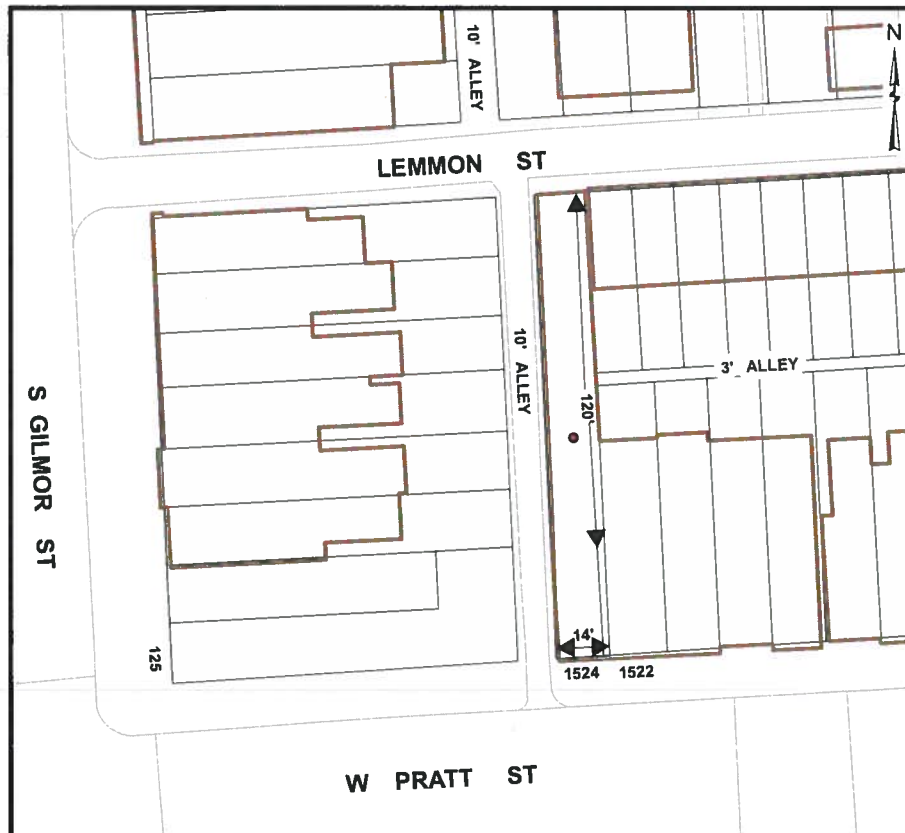 10' ALLEY
N
LEMMON ST
10' ALLEY
3' ALLEY
120'
S GILMOR ST
14'
125
1524 1522
W PRATT ST